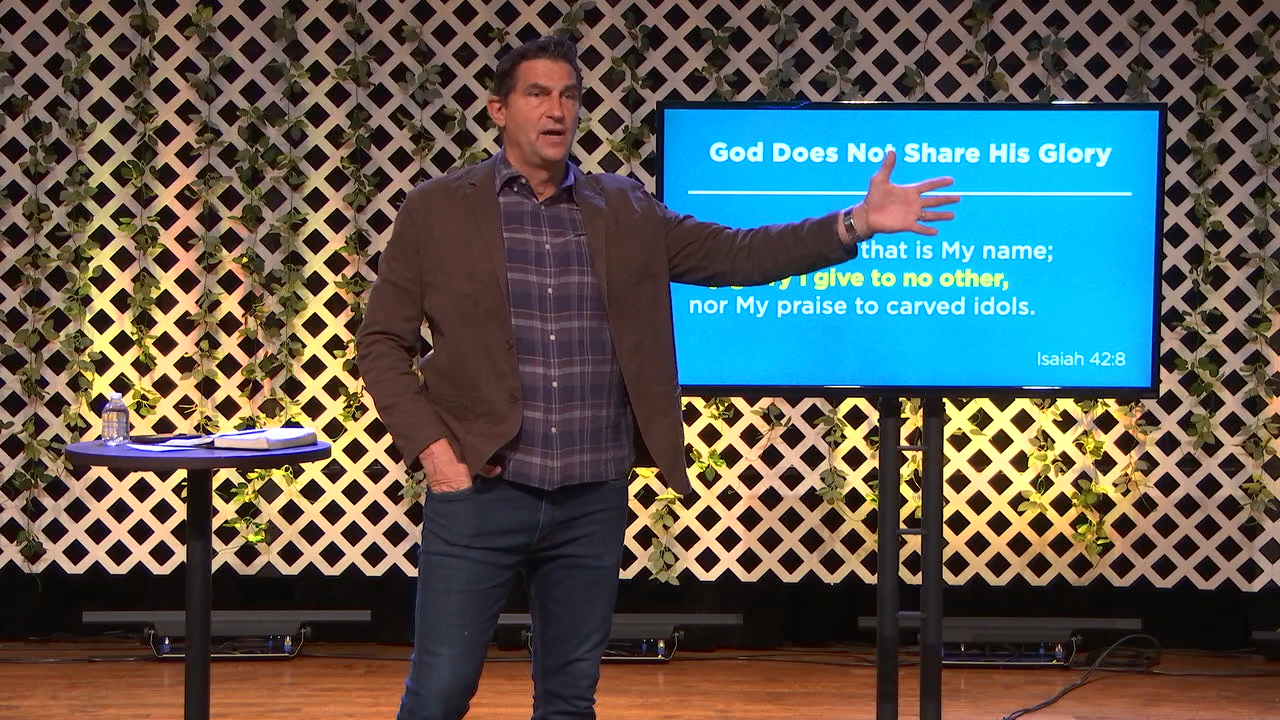 God Does Not Share His Glory
that is My name;
I give to no other,
nor My praise to carved idols.
Isaiah 42:8